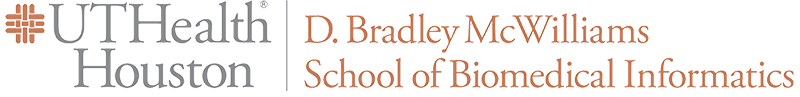 UTHealth®
Houston
D. Bradley McWilliams
School of Biomedical Informatics